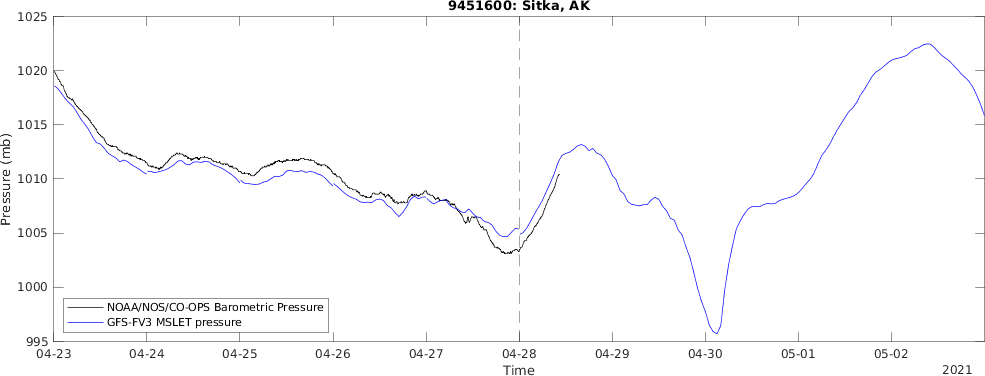 9451600: Sitka, AK
Pressure (mb)
1025
1020
1015
1010
1005
1000
995
NOAA/NOS/CO-OPS Barometric Pressure
GFS-FV3 MSLET pressure
04-23 04-24 04-25 04-26 04-27 04-28 04-29 04-30 05-01 05-02
Time
2021